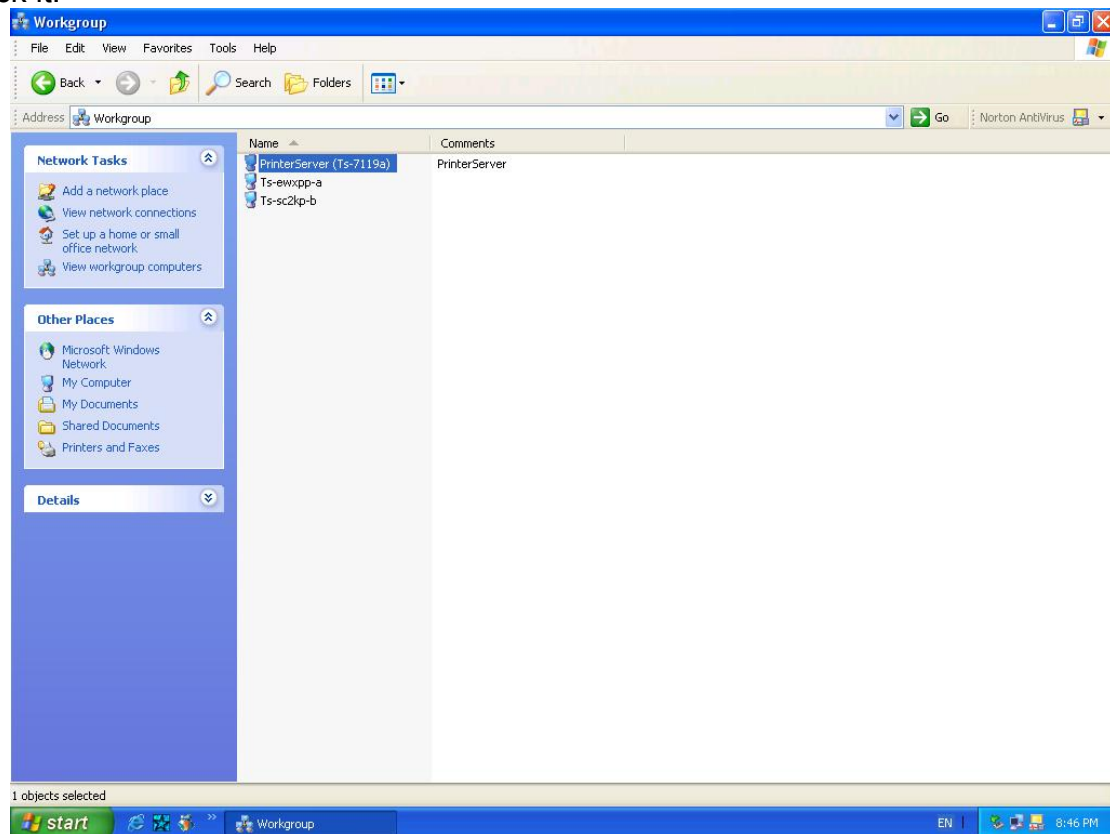 Workgroup
File Edit View Favorites Tools Help
Back Search Folders
Address Workgroup Go Norton AntiVirus
Name Comments
Network Tasks
Add a network place
View network connections
Set up a home or small
office network
View workgroup computers
Other Places
Microsoft Windows
Network
My Computer
My Documents
Shared Documents
Printers and Faxes
Details
PrinterServer (Ts-7119a) PrinterServer
Ts-ewxpp-a
Ts-sc2kp-b
1 objects selected
start Workgroup EN 8:46 PM